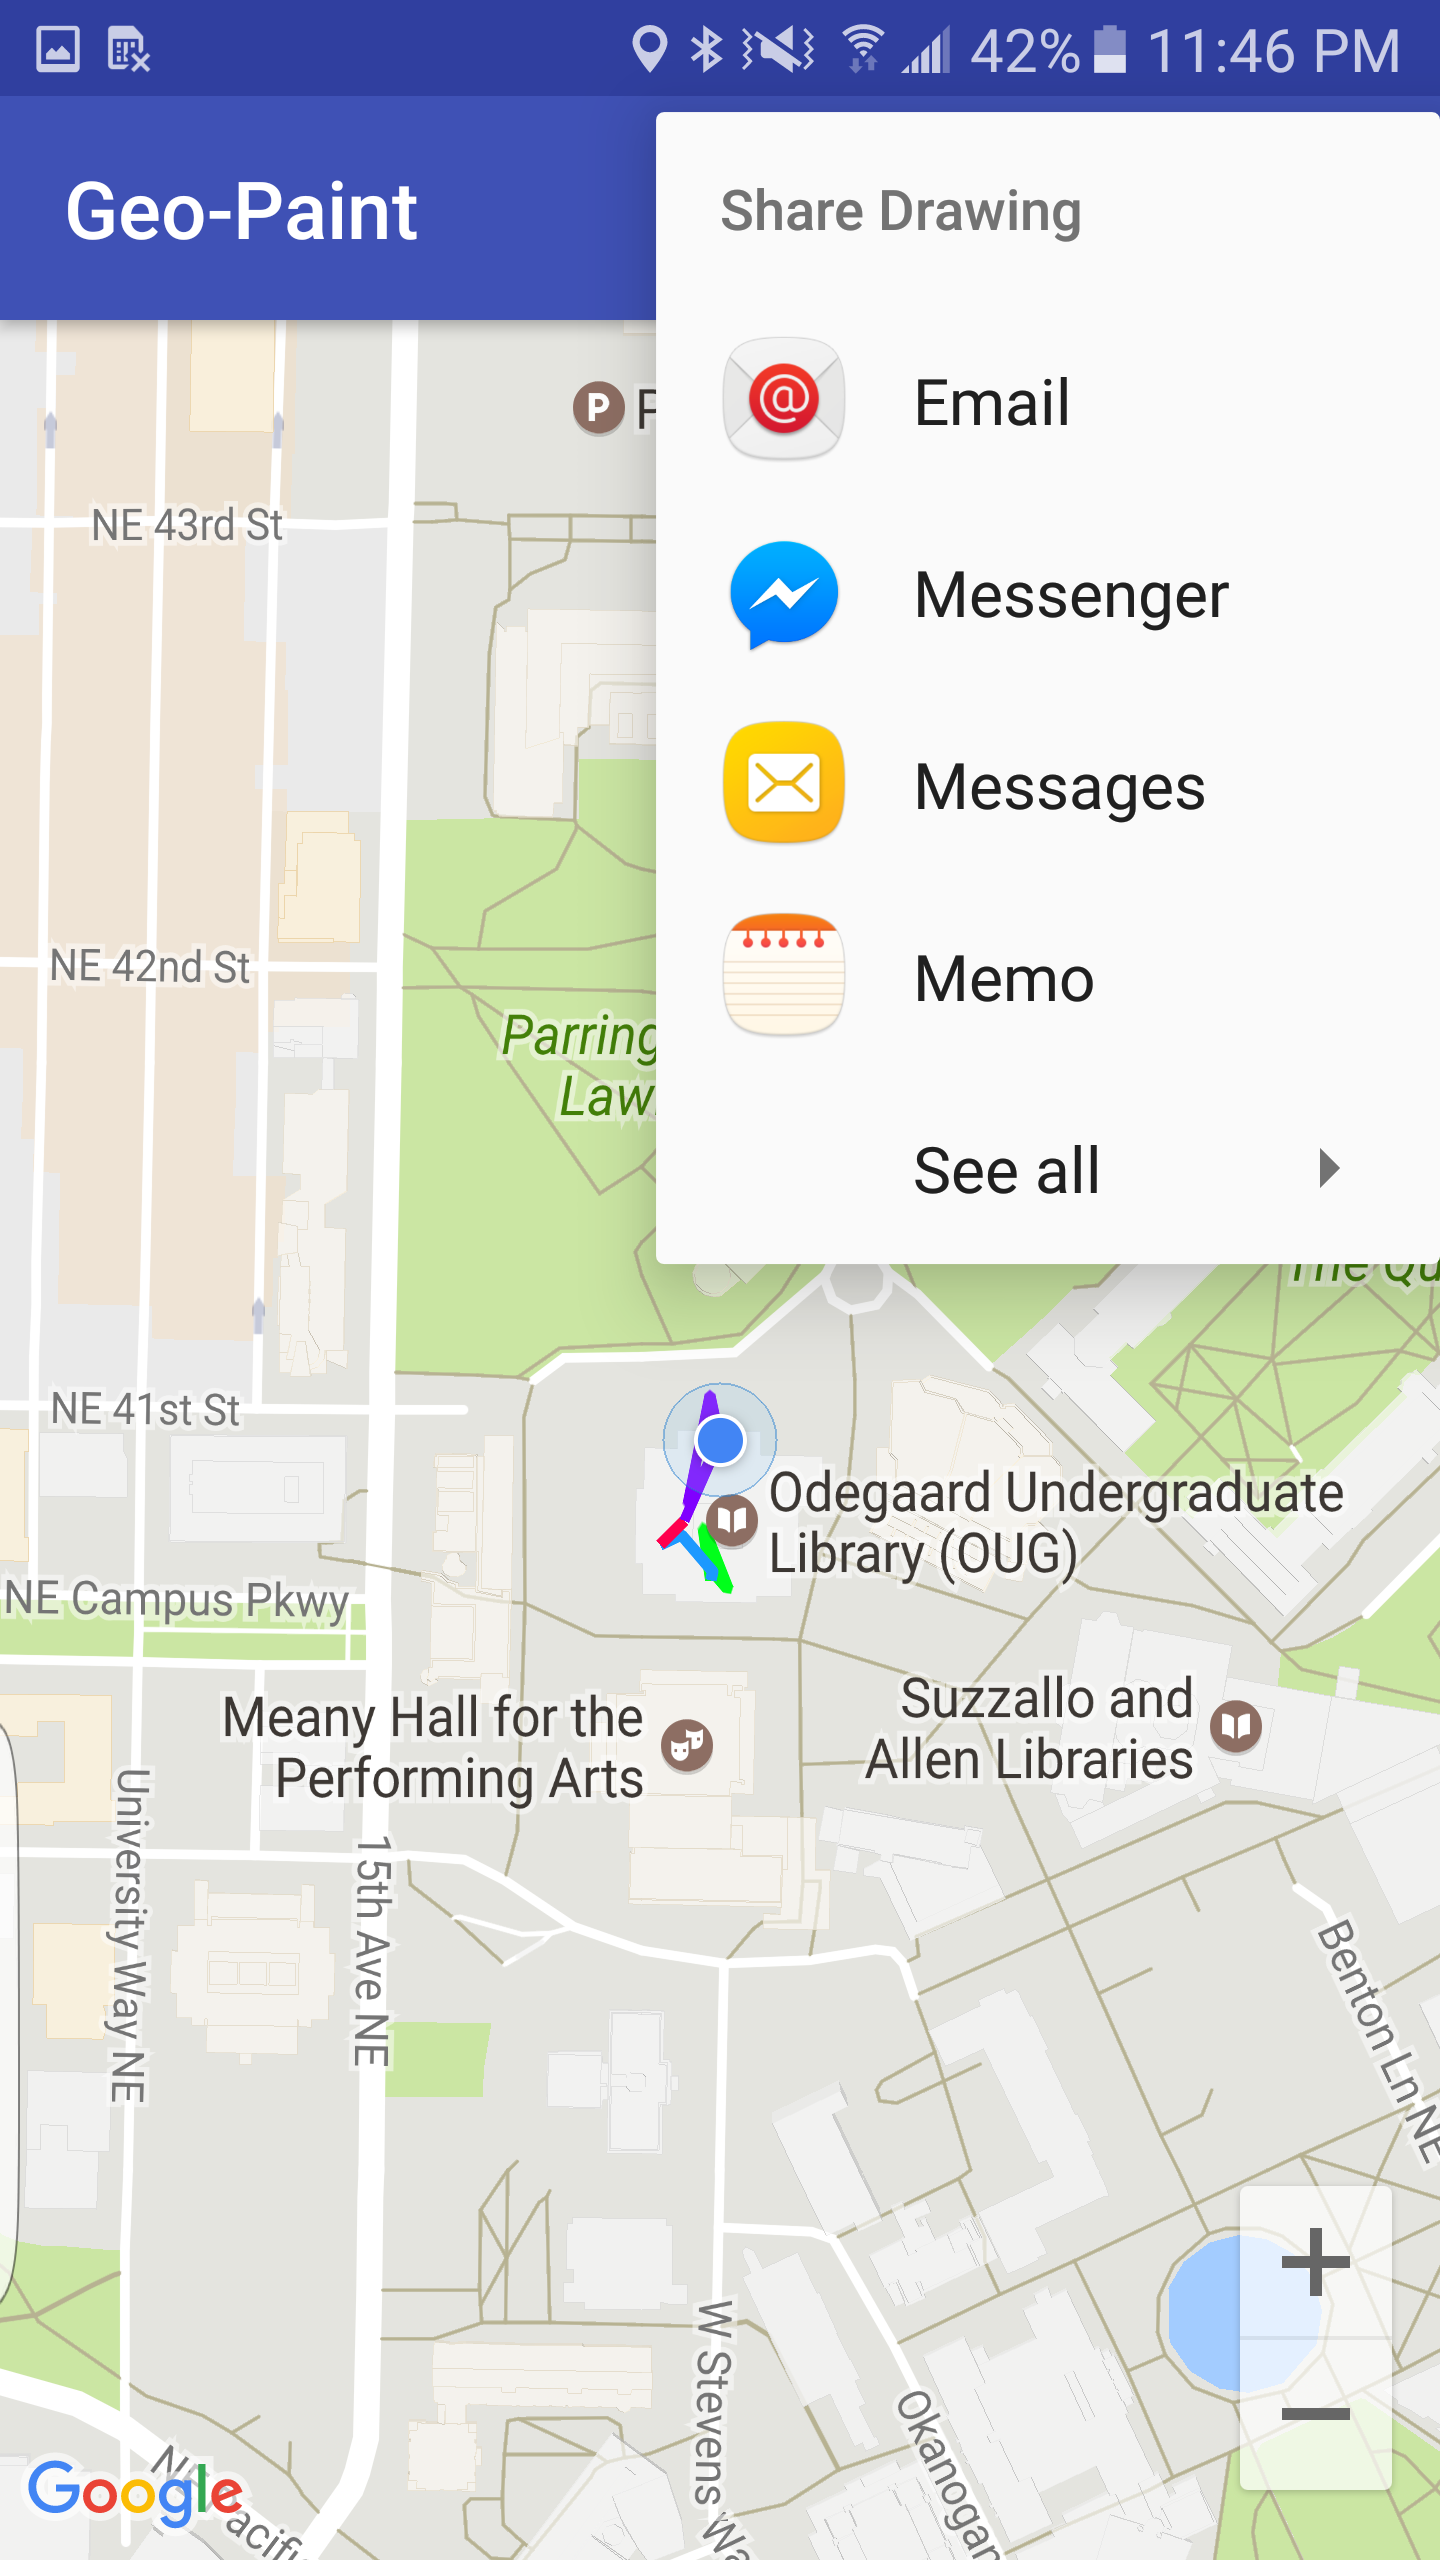 42% 11:46 PM
Geo-Paint
Share Drawing
Email
Messenger
Messages
Memo
See all
P
NE 43rd St
NE 42nd St
NE 41st St
Odegaard Undergraduate
Library (OUG)
NE Campus Pkwy
Meany Hall for the
Performing Arts
Suzzallo and
Allen Libraries
University Way NE
15th Ave NE
Benton Ln NE
W Stevens
Okanogan
Google